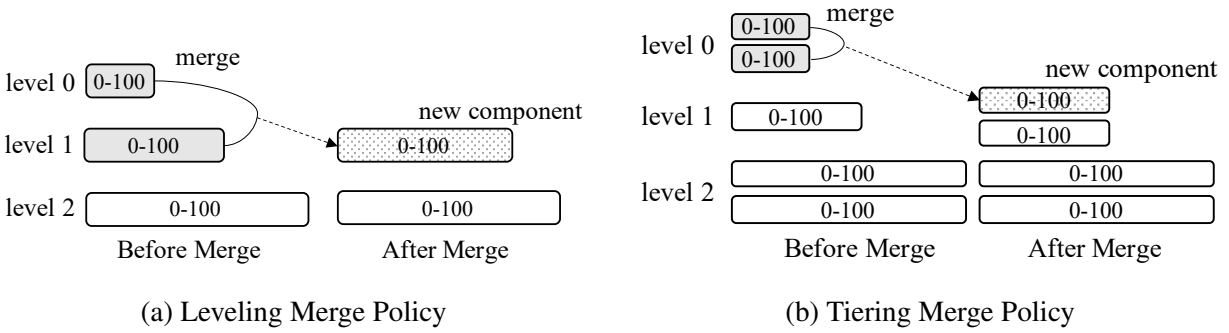 merge
level 0
0-100
new component
level 1
0-100
0-100
level 2
0-100
0-100
Before Merge
After Merge
(a) Leveling Merge Policy
merge
level 0
0-100
0-100
new component
0-100
level 1
0-100
0-100
level 2
0-100
0-100
0-100
0-100
Before Merge
After Merge
(b) Tiering Merge Policy